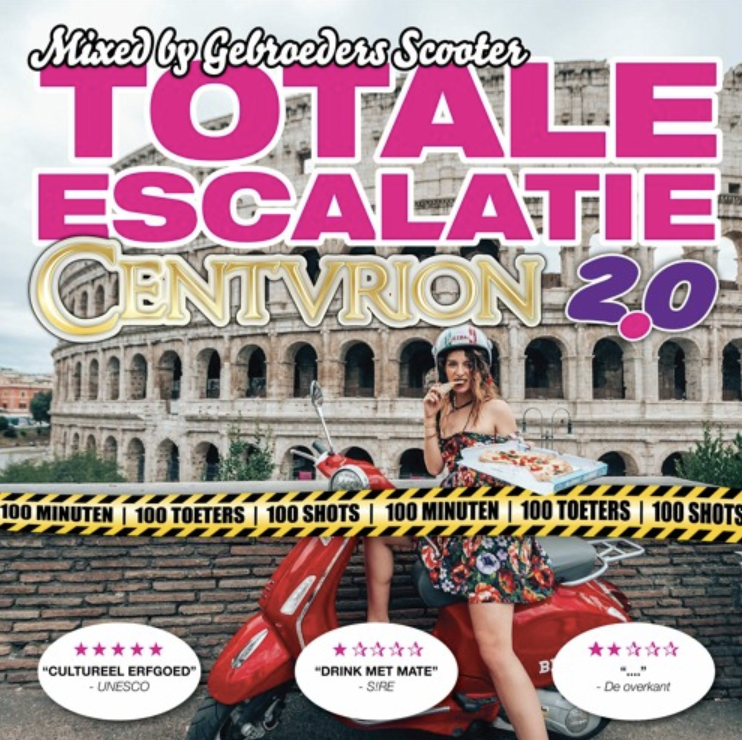 Mixed by Gebroeders Scooter
TOTALE
ESCALATIE
CENTVRION 2.0
100 MINUTEN | 100 TOETERS | 100 SHOTS | 100 MINUTEN | 100 TOETERS | 100 SHOTS
★★★★★
"CULTUREEL ERFGOED"
- UNESCO
★☆☆☆☆
"DRINK MET MATE"
- S!RE
★★☆☆☆
"...."
- De overkant